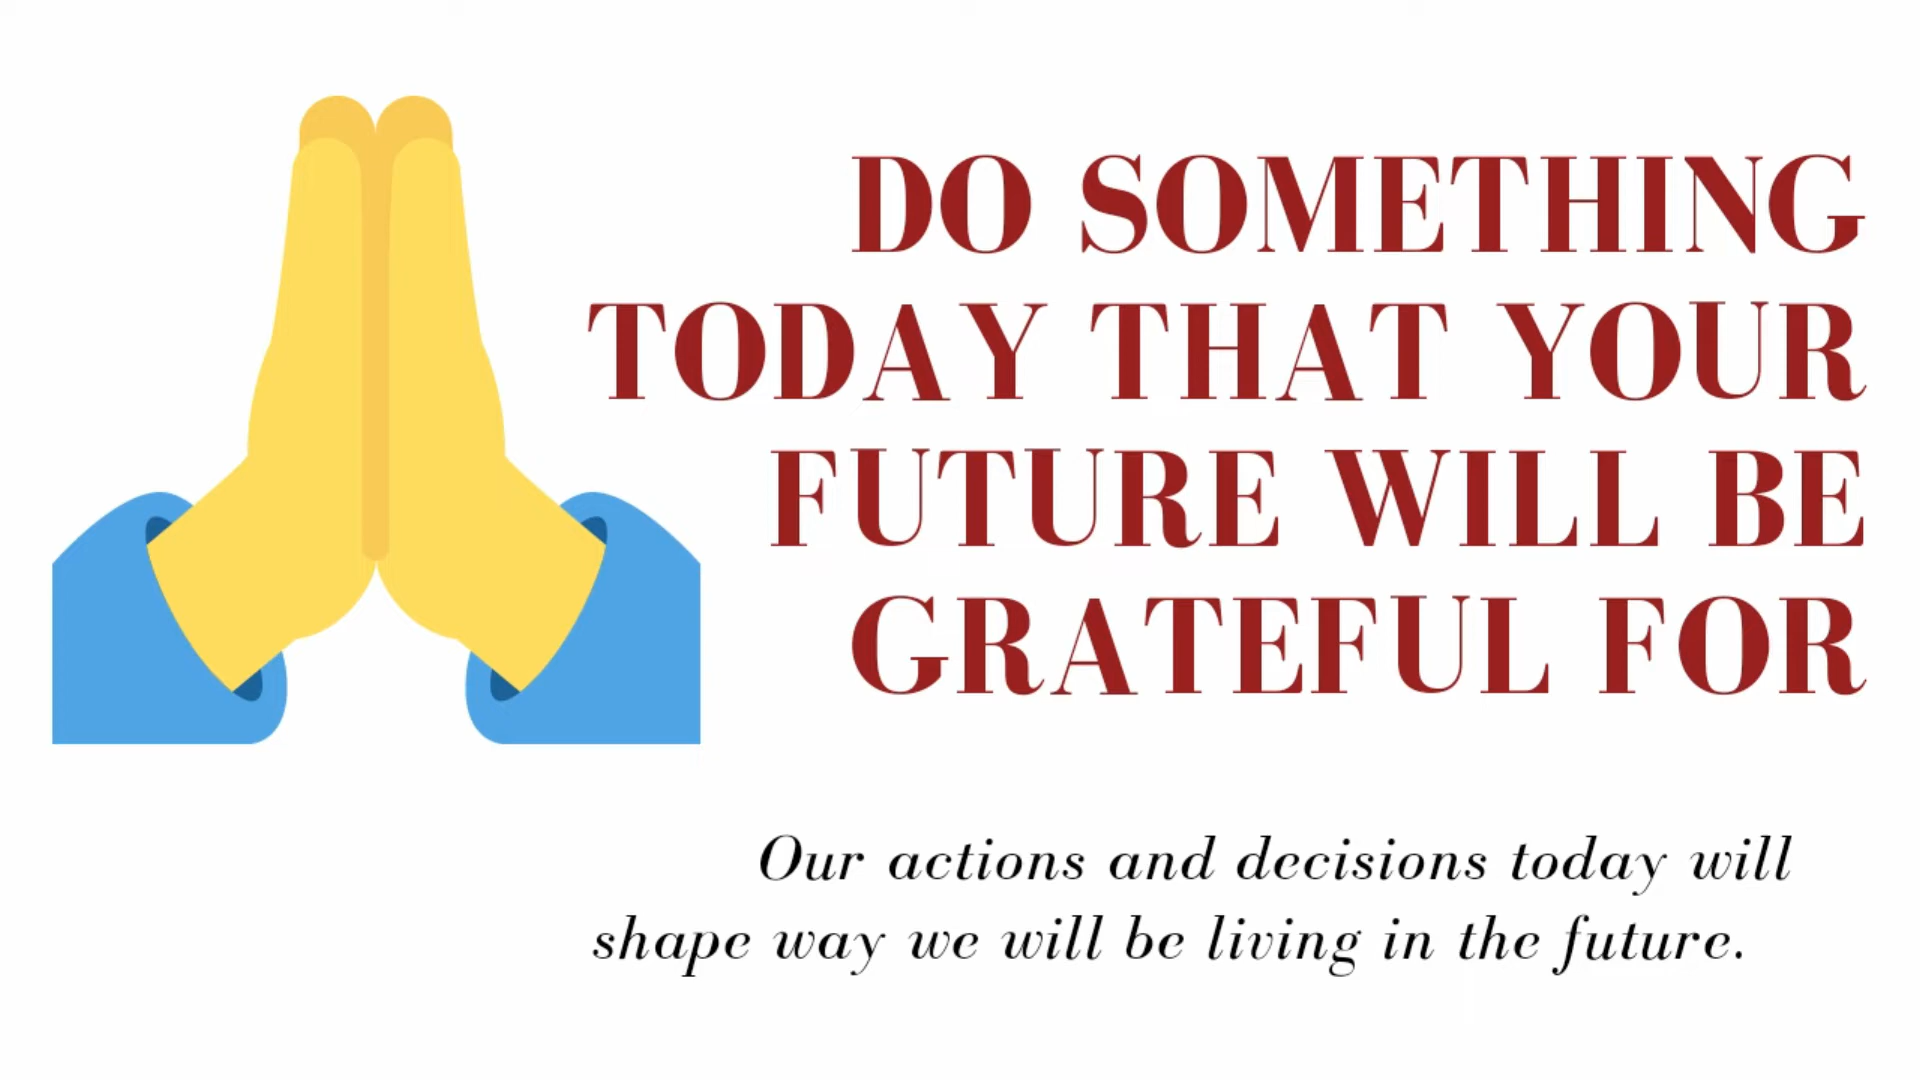 DO SOMETHING
TODAY THAT YOUR
FUTURE WILL BE
GRATEFUL FOR
Our actions and decisions today will
shape way we will be living in the future.